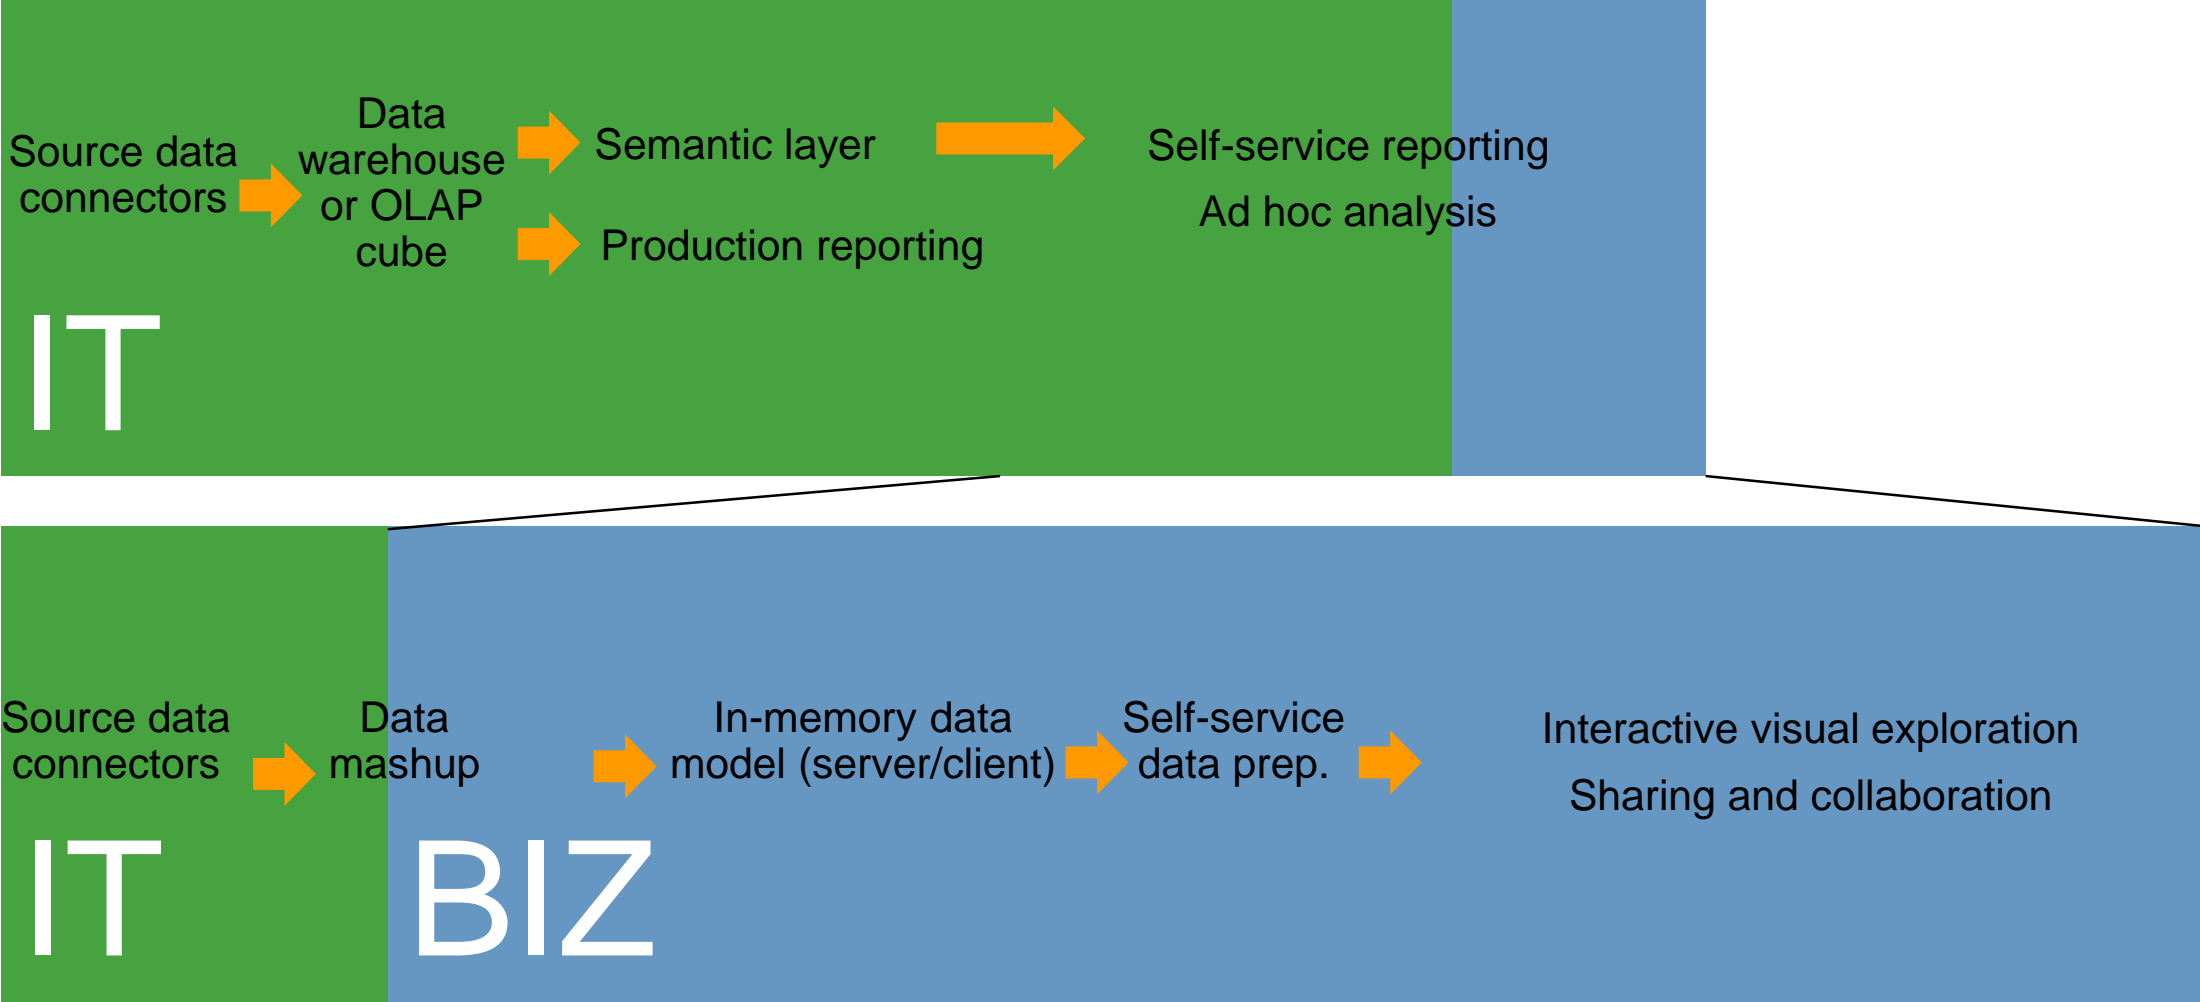 Source data
connectors
Data
warehouse
or OLAP
cube
Semantic layer
Production reporting
Self-service reporting
Ad hoc analysis
IT
Source data
connectors
Data
mashup
In-memory data
model (server/client)
Self-service
data prep.
Interactive visual exploration
Sharing and collaboration
IT
BIZ